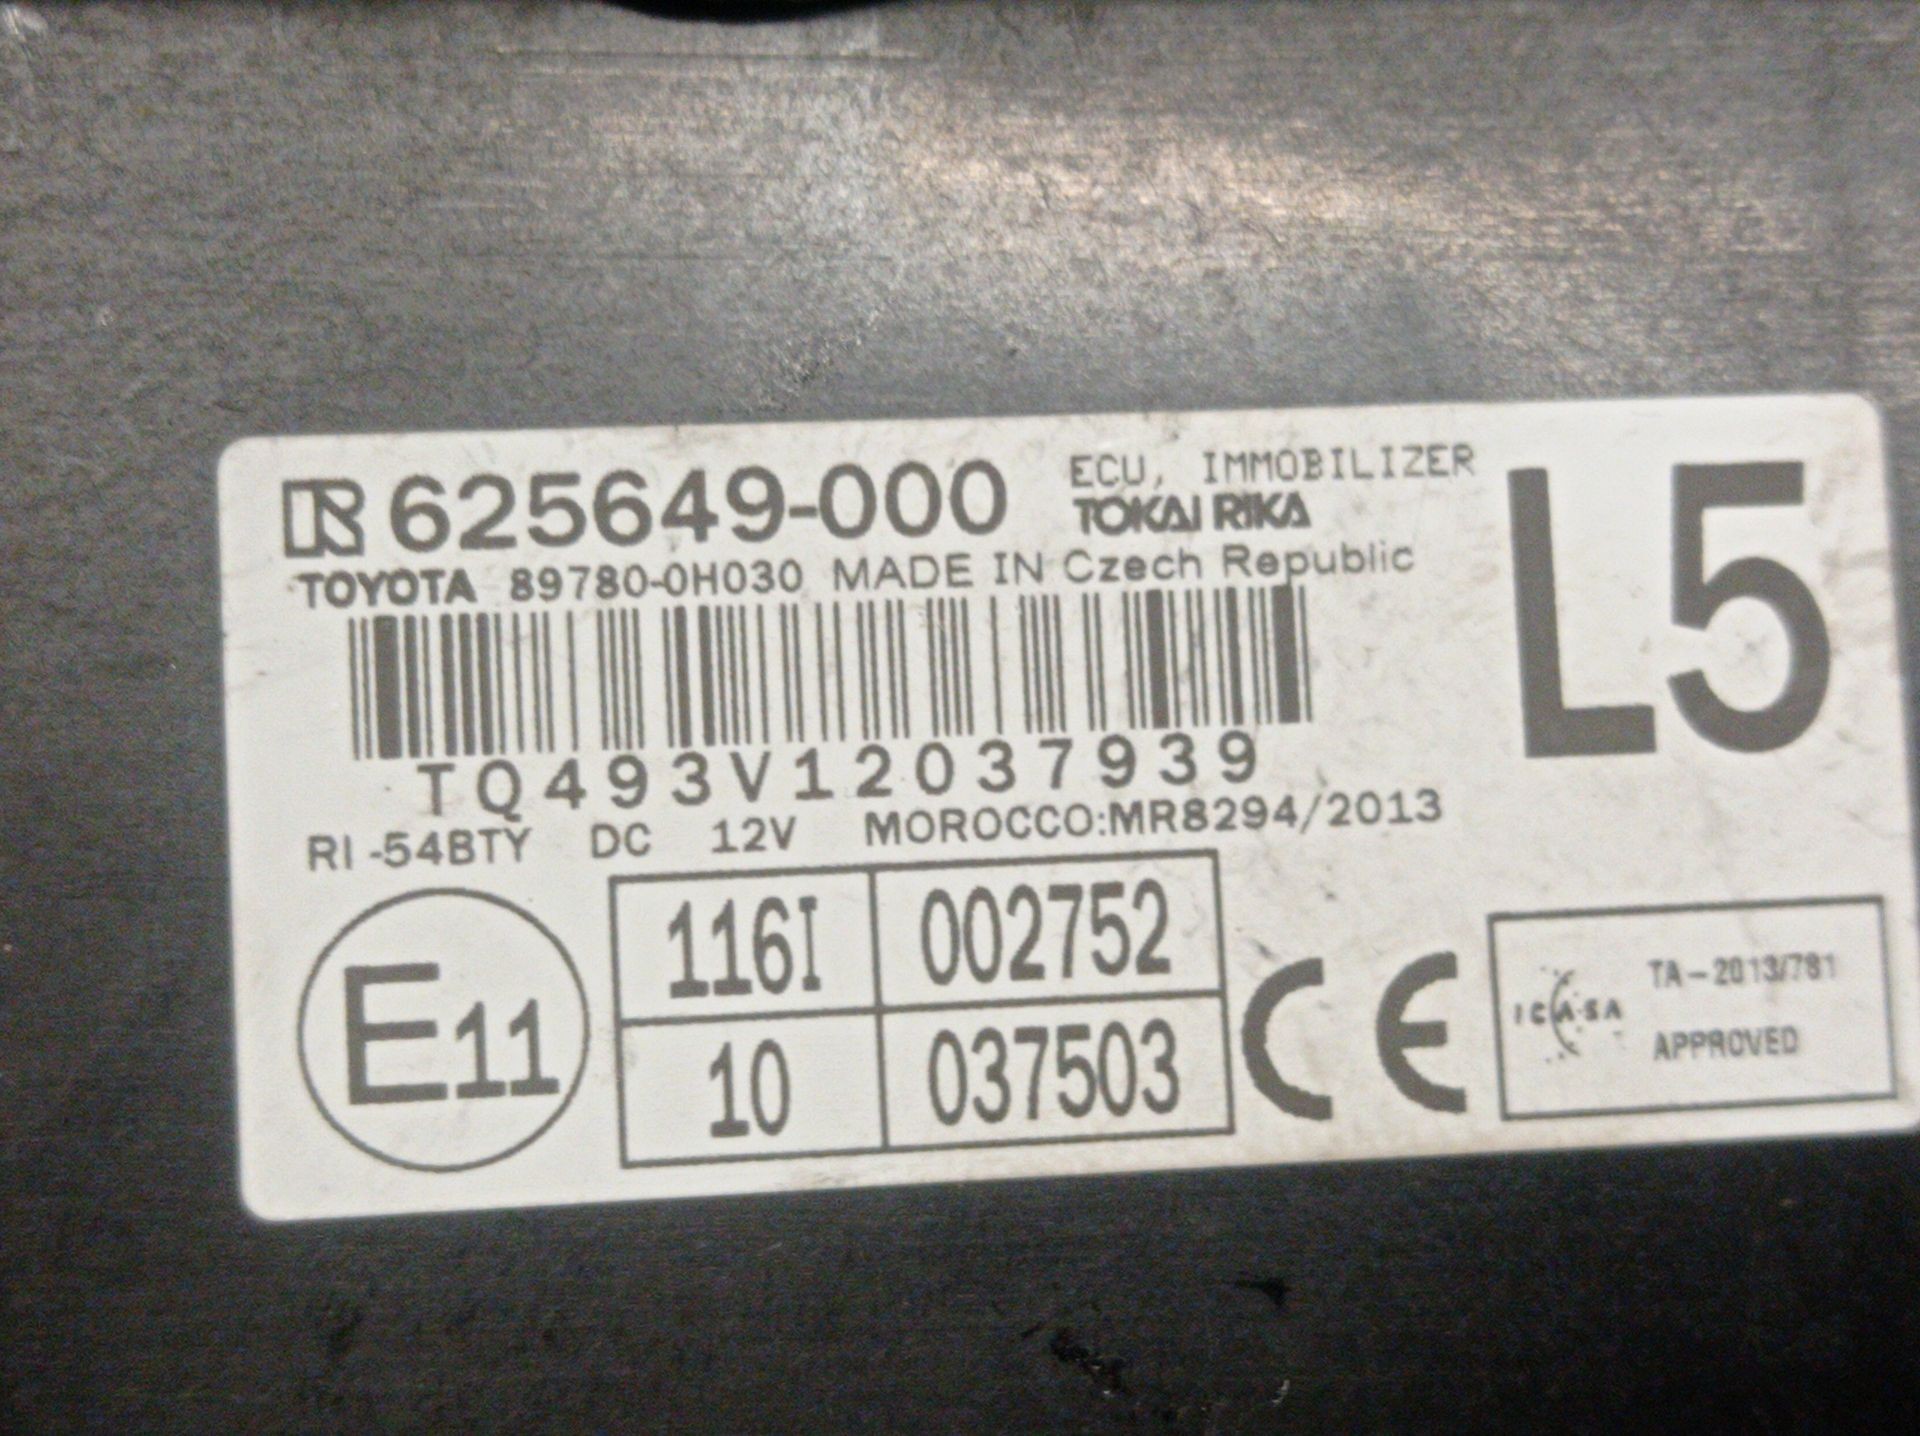 R 625649-000 ECU, IMMOBILIZER
TOKAI RIKA
L5
TOYOTA 89780-0H030 MADE IN Czech Republic
TQ493V12037939
RI-54BTY DC 12V MOROCCO:MR8294/2013
E11
116I 002752
10 037503
CE
ICASA
TA-2013/781
APPROVED